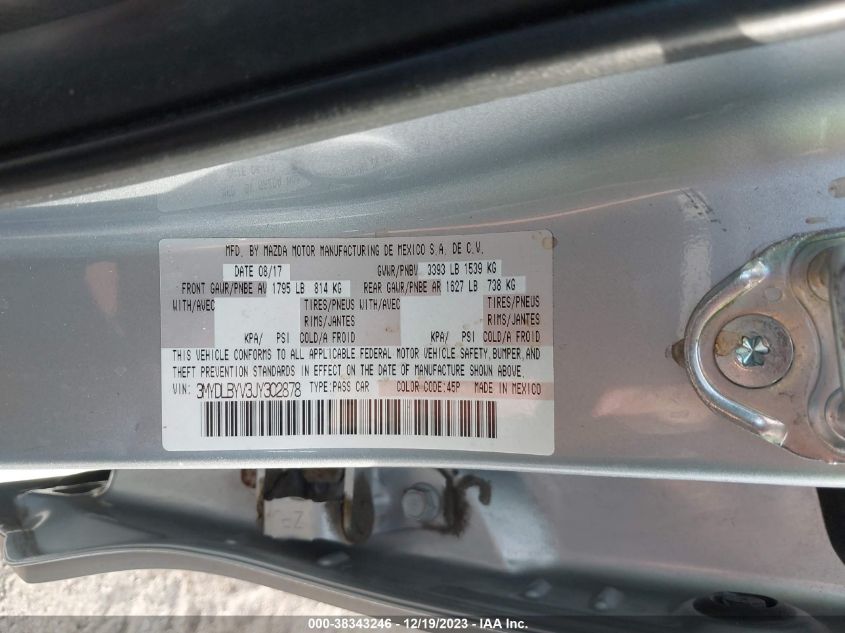 MFD. BY MAZDA MOTOR MANUFACTURING DE MEXICO S.A. DE C.V.
DATE 08/17 GVWR/PNBV 3393 LB 1539 KG
FRONT GAWR/PNBE AV 1795 LB 814 KG REAR GAWR/PNBE AR 1627 LB 738 KG
WITH/AVEC TIRES/PNEUS WITH/AVEC TIRES/PNEUS
RIMS/JANTES RIMS/JANTES
KPA/ PSI COLD/A FROID KPA/ PSI COLD/A FROID
THIS VEHICLE CONFORMS TO ALL APPLICABLE FEDERAL MOTOR VEHICLE SAFETY, BUMPER, AND
THEFT PREVENTION STANDARDS IN EFFECT ON THE DATE OF MANUFACTURE SHOWN ABOVE.
VIN: 3MYDLBYV3JY302878 TYPE:PASS CAR COLOR CODE:45P MADE IN MEXICO
000-38343246 - 12/19/2023 - IAA, Inc.